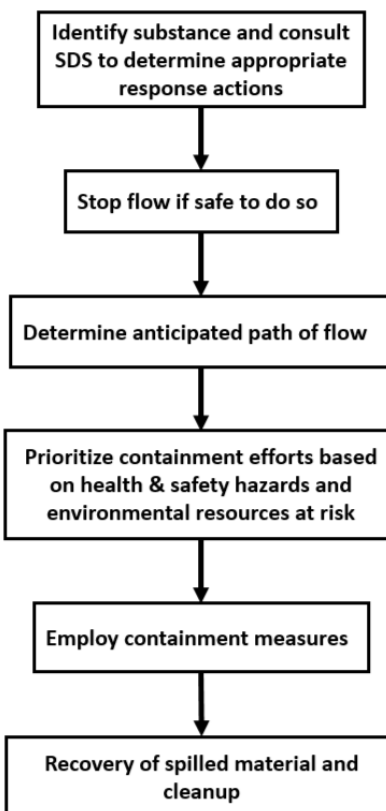 Identify substance and consult
SDS to determine appropriate
response actions
Stop flow if safe to do so
Determine anticipated path of flow
Prioritize containment efforts based
on health & safety hazards and
environmental resources at risk
Employ containment measures
Recovery of spilled material and
cleanup